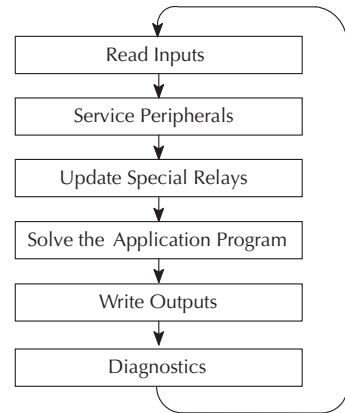 Read Inputs
Service Peripherals
Update Special Relays
Solve the Application Program
Write Outputs
Diagnostics